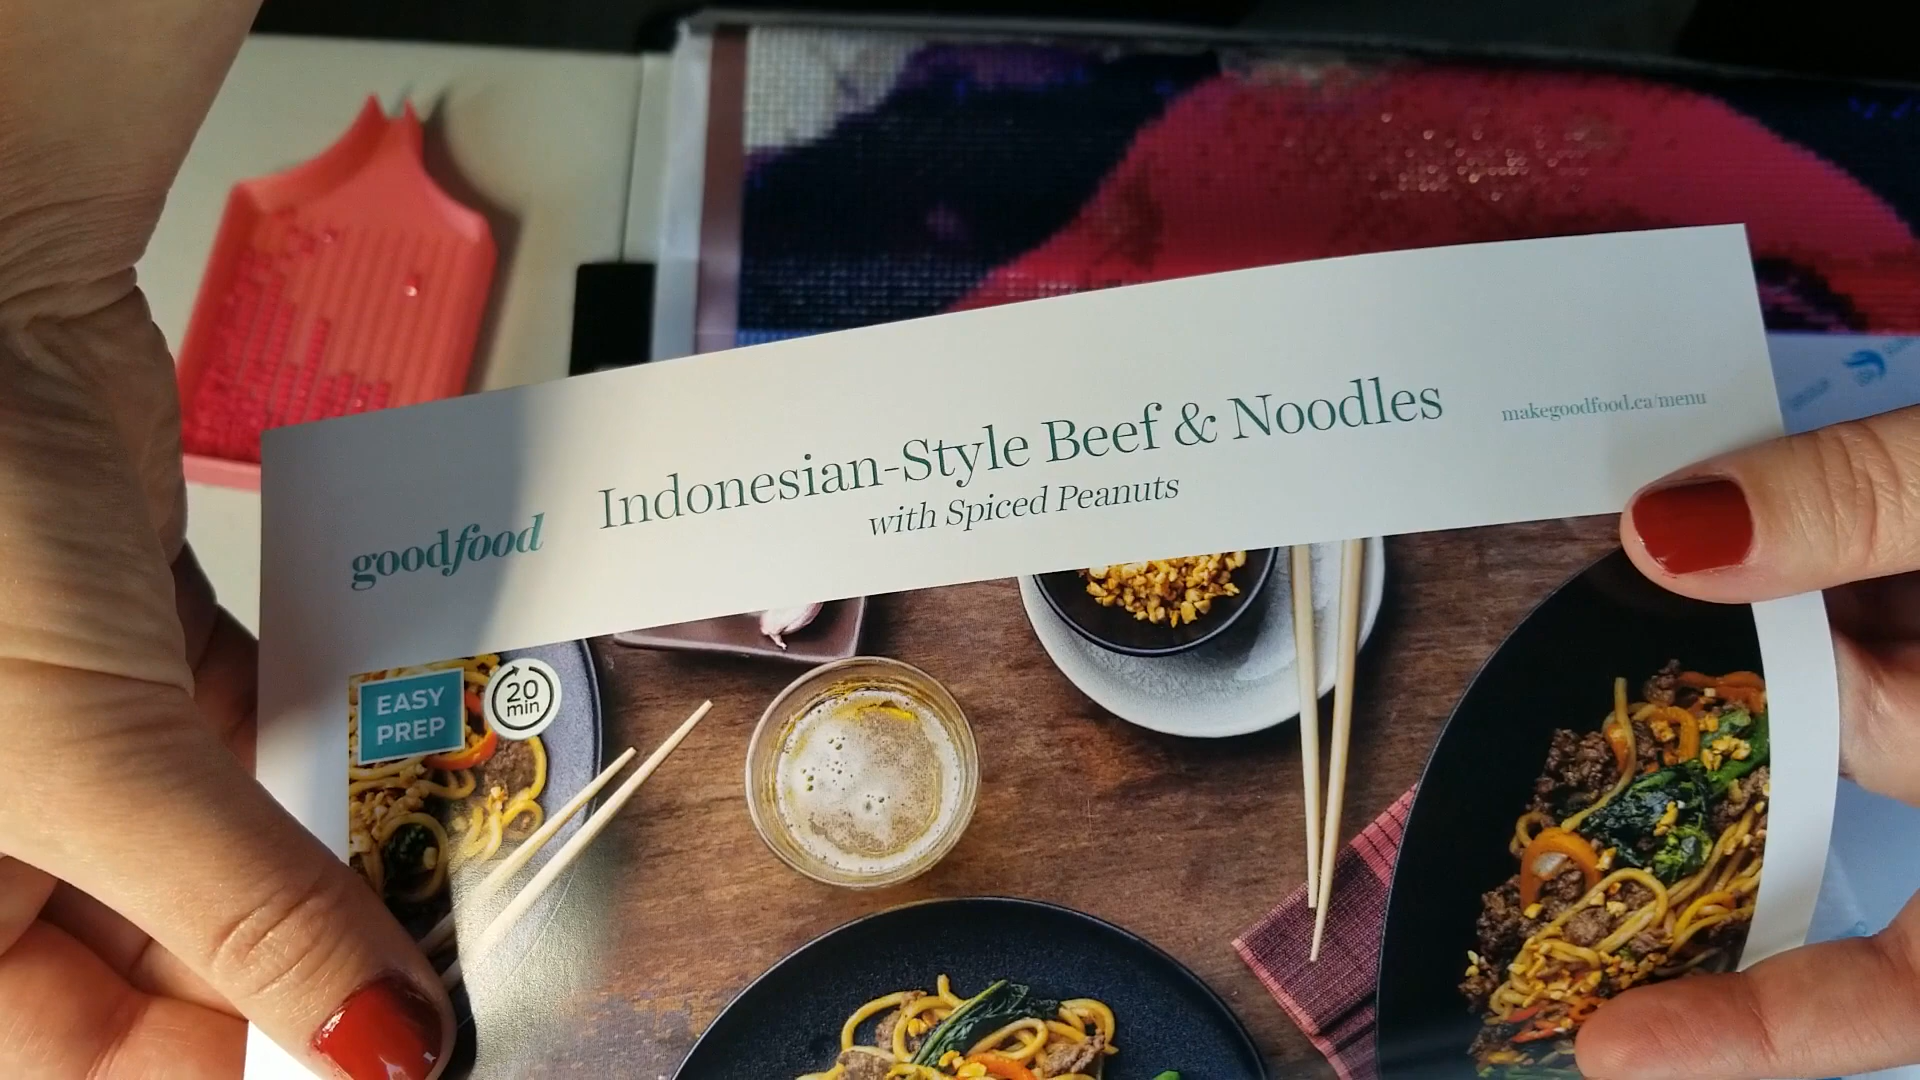 Indonesian-Style Beef & Noodles
with Spiced Peanuts
makegoodfood.ca/menu
goodfood
EASY
PREP
20
min